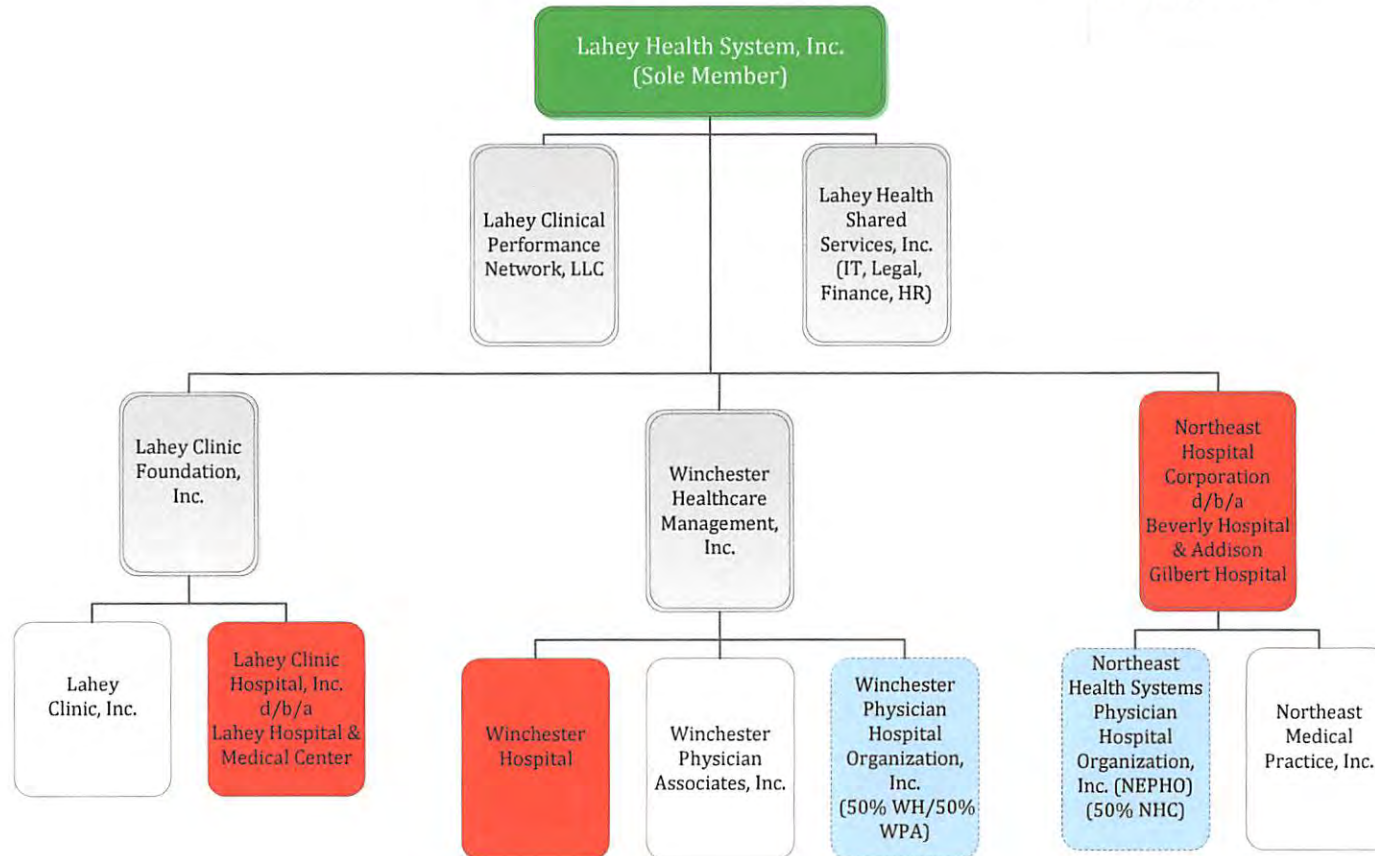 Lahey Health System, Inc.
(Sole Member)
Lahey Clinical
Performance
Network, LLC
Lahey Health
Shared
Services, Inc.
(IT, Legal,
Finance, HR)
Lahey Clinic
Foundation,
Inc.
Winchester
Healthcare
Management,
Inc.
Northeast
Hospital
Corporation
d/b/a
Beverly Hospital
& Addison
Gilbert Hospital
Lahey
Clinic, Inc.
Lahey Clinic
Hospital, Inc.
d/b/a
Lahey Hospital &
Medical Center
Winchester
Hospital
Winchester
Physician
Associates, Inc.
Winchester
Physician
Hospital
Organization,
Inc.
(50% WH/50%
WPA)
Northeast
Health Systems
Physician
Hospital
Organization,
Inc. (NEPHO)
(50% NHC)
Northeast
Medical
Practice, Inc.